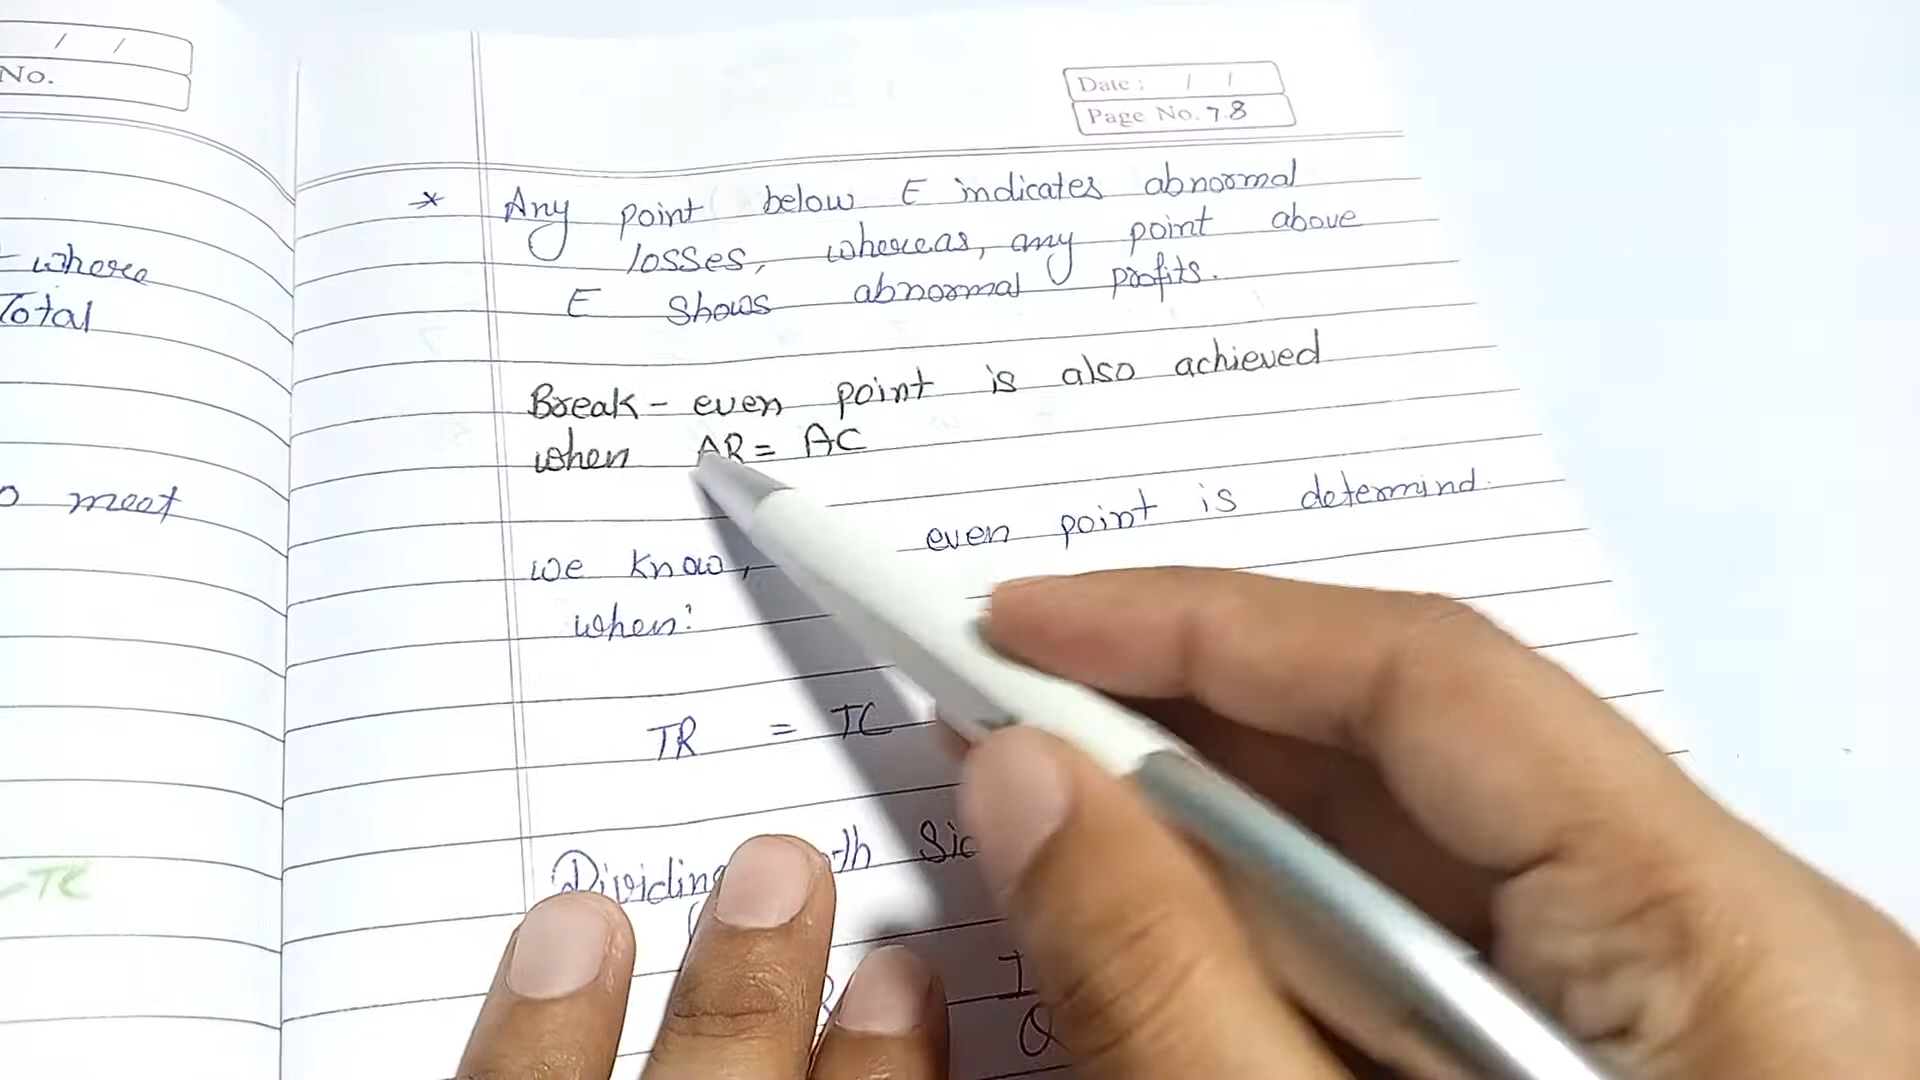 / /
No.
where
Total
meet
TR
Date : / /
Page No. 78
* Any point below E indicates abnormal
losses, whereas, any point above
E shows abnormal profits.
Break-even point is also achieved
when AR = AC
we know, even point is determind.
when:
TR = TC
Dividing
Q